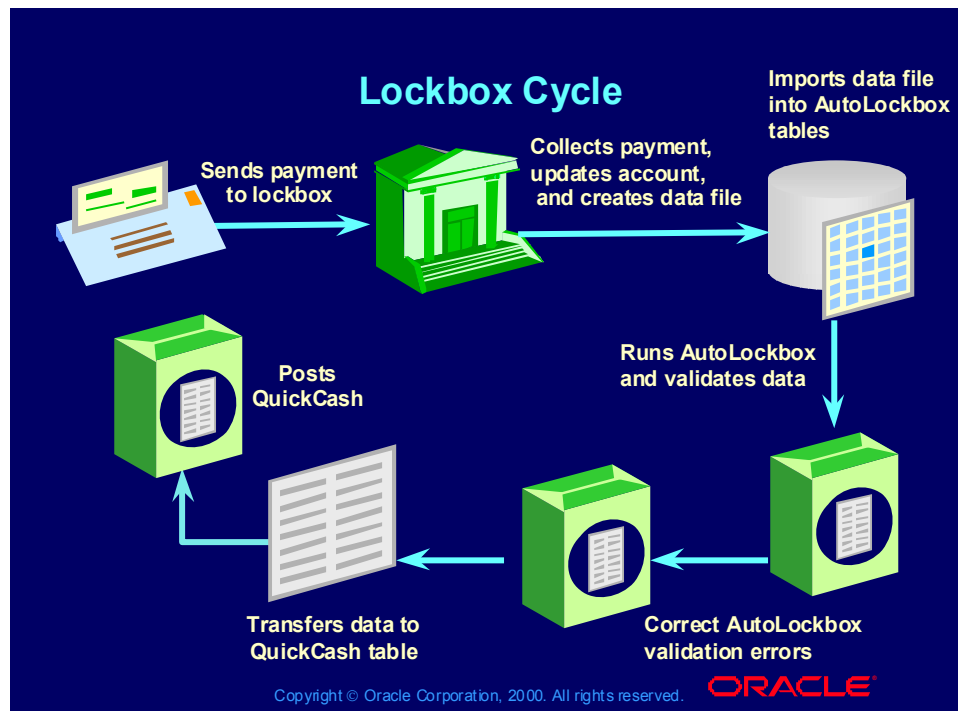 Lockbox Cycle
Imports data file
into AutoLockbox
tables
Sends payment
to lockbox
Collects payment,
updates account,
and creates data file
Runs AutoLockbox
and validates data
Posts
QuickCash
Transfers data to
QuickCash table
Correct AutoLockbox
validation errors
Copyright © Oracle Corporation, 2000. All rights reserved.
ORACLE®